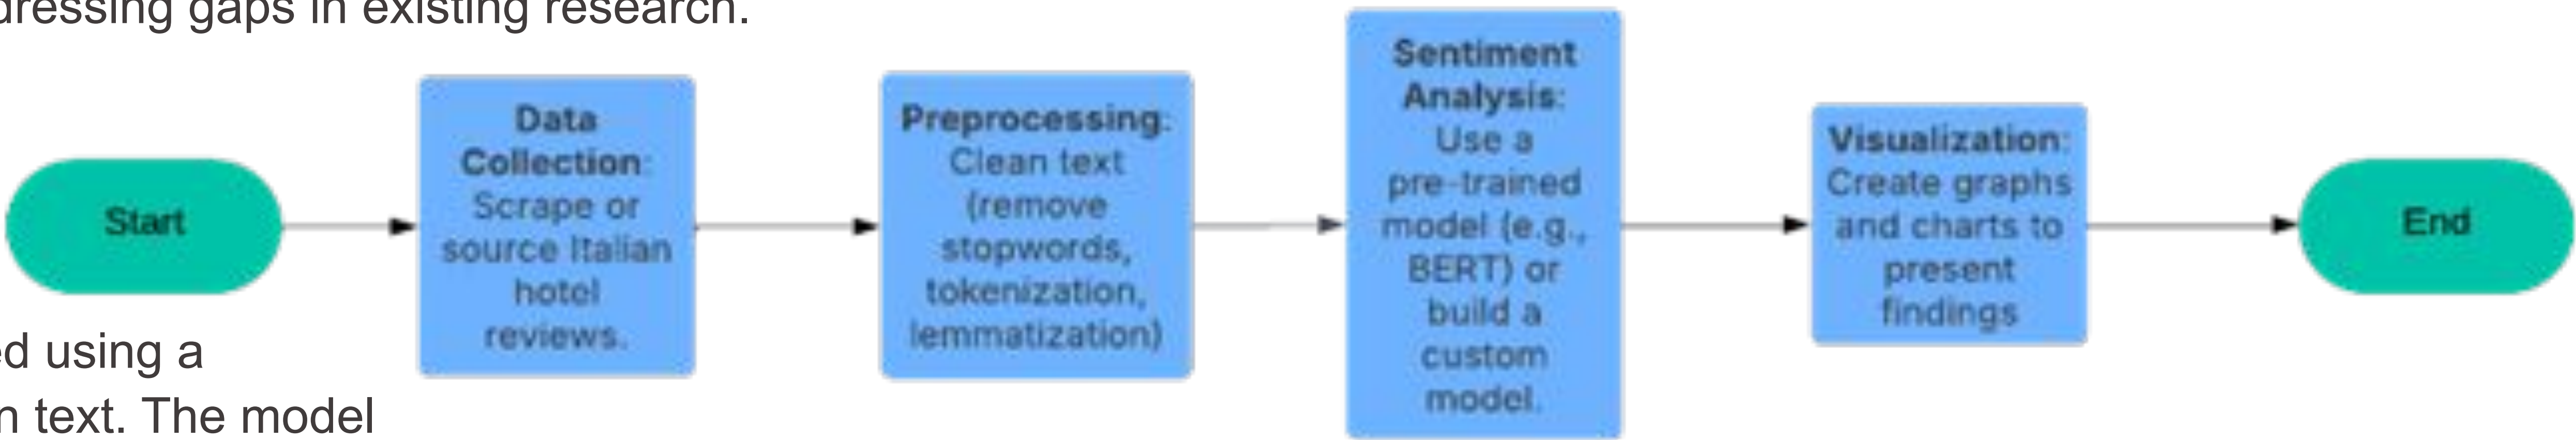 dressing gaps in existing research.
Start
Data
Collection:
Scrape or
source Italian
hotel
reviews.
Preprocessing:
Clean text
(remove
stopwords,
tokenization,
lemmatization)
Sentiment
Analysis:
Use a
pre-trained
model (e.g.,
BERT) or
build a
custom
model.
Visualization:
Create graphs
and charts to
present
findings
End
ed using a
n text. The model